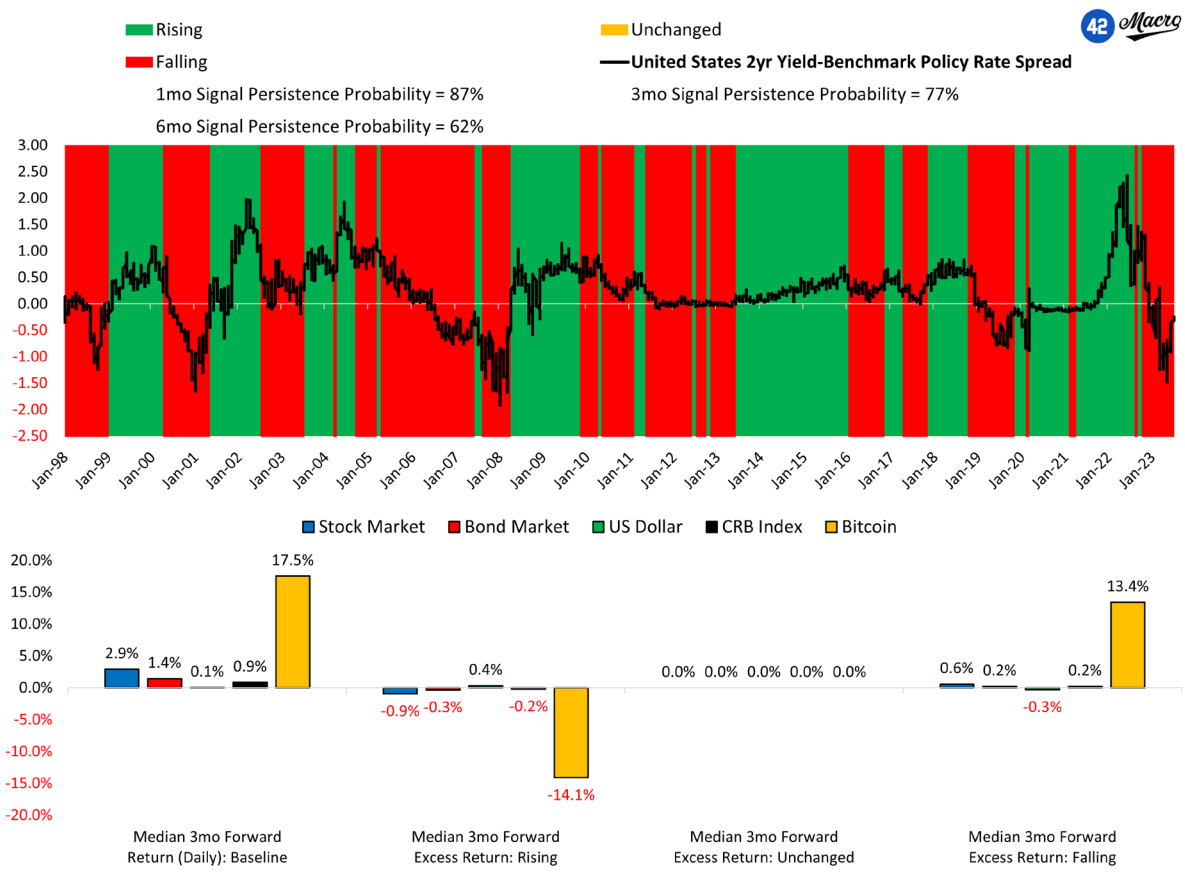 Rising
Unchanged
42 Macro
Falling
United States 2yr Yield-Benchmark Policy Rate Spread
1mo Signal Persistence Probability = 87%
3mo Signal Persistence Probability = 77%
6mo Signal Persistence Probability = 62%
3.00
2.50
2.00
1.50
1.00
0.50
0.00
-0.50
-1.00
-1.50
-2.00
-2.50
Jan-98
Jan-99
Jan-00
Jan-01
Jan-02
Jan-03
Jan-04
Jan-05
Jan-06
Jan-07
Jan-08
Jan-09
Jan-10
Jan-11
Jan-12
Jan-13
Jan-14
Jan-15
Jan-16
Jan-17
Jan-18
Jan-19
Jan-20
Jan-21
Jan-22
Jan-23
Stock Market
Bond Market
US Dollar
CRB Index
Bitcoin
20.0%
15.0%
10.0%
5.0%
0.0%
-5.0%
-10.0%
-15.0%
-20.0%
2.9%
1.4%
0.1%
0.9%
17.5%
-0.9%
-0.3%
0.4%
-0.2%
-14.1%
0.0%
0.0%
0.0%
0.0%
0.0%
0.6%
0.2%
-0.3%
0.2%
13.4%
Median 3mo Forward
Return (Daily): Baseline
Median 3mo Forward
Excess Return: Rising
Median 3mo Forward
Excess Return: Unchanged
Median 3mo Forward
Excess Return: Falling